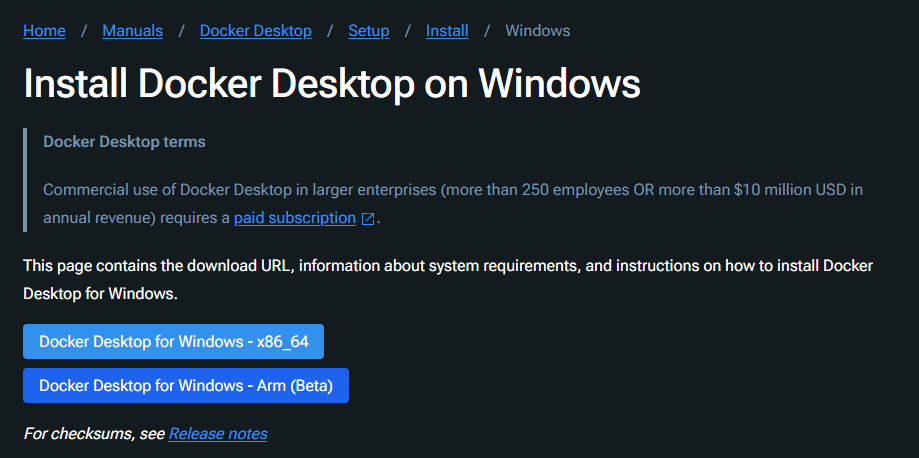 Home / Manuals / Docker Desktop / Setup / Install / Windows
Install Docker Desktop on Windows
Docker Desktop terms
Commercial use of Docker Desktop in larger enterprises (more than 250 employees OR more than $10 million USD in
annual revenue) requires a paid subscription.
This page contains the download URL, information about system requirements, and instructions on how to install Docker
Desktop for Windows.
Docker Desktop for Windows - x86_64
Docker Desktop for Windows - Arm (Beta)
For checksums, see Release notes